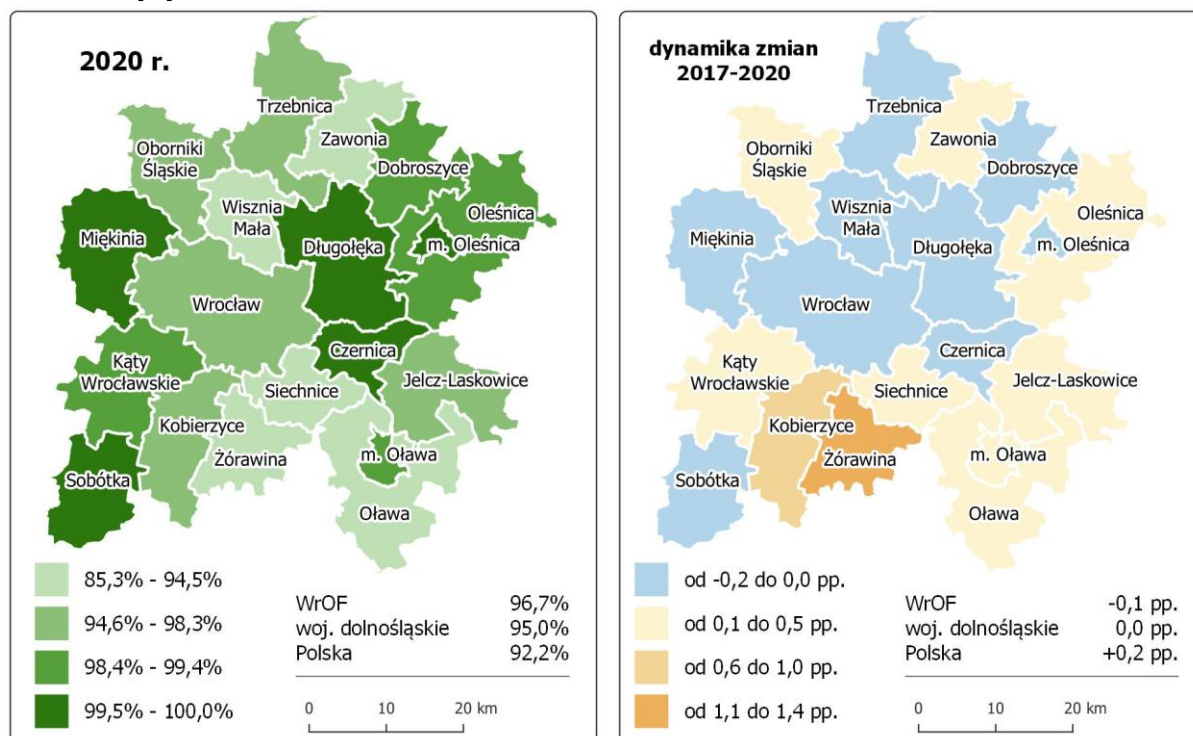 2020 r.
Trzebnica
Zawonia
Oborniki
Śląskie
Dobroszyce
Wisznia
Mała
Oleśnica
Miękinia
Długołęka
m. Oleśnica
Wrocław
Czernica
Kąty
Wrocławskie
Siechnice
Jelcz-Laskowice
Kobierzyce
Żórawina
m. Oława
Sobótka
Oława
85,3% - 94,5%
94,6% - 98,3%
98,4% - 99,4%
99,5% - 100,0%
WrOF 96,7%
woj. dolnośląskie 95,0%
Polska 92,2%
0 10 20 km
dynamika zmian
2017-2020
Trzebnica
Zawonia
Oborniki
Śląskie
Dobroszyce
Wisznia
Mała
Oleśnica
Miękinia
Długołęka
m. Oleśnica
Wrocław
Czernica
Kąty
Wrocławskie
Siechnice
Jelcz-Laskowice
Kobierzyce
Żórawina
m. Oława
Sobótka
Oława
od -0,2 do 0,0 pp.
od 0,1 do 0,5 pp.
od 0,6 do 1,0 pp.
od 1,1 do 1,4 pp.
WrOF -0,1 pp.
woj. dolnośląskie 0,0 pp.
Polska +0,2 pp.
0 10 20 km